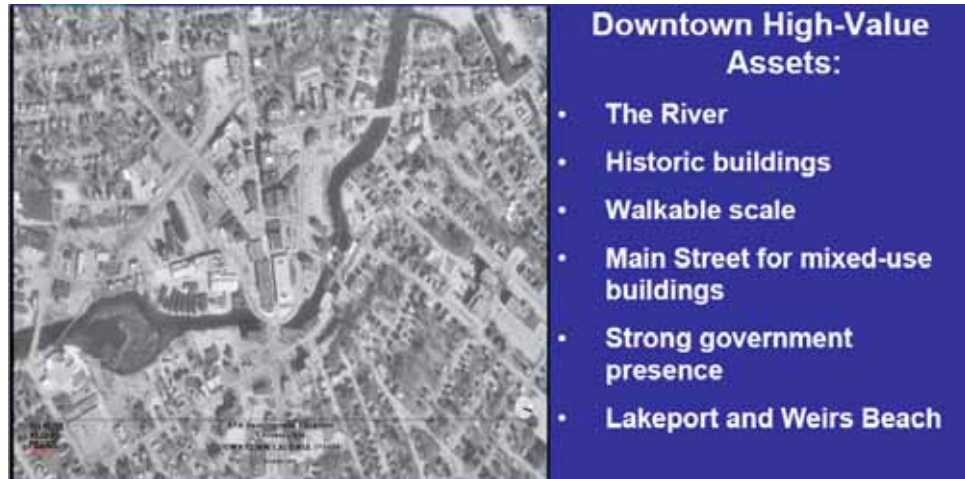 Downtown High-Value
Assets:
• The River
• Historic buildings
• Walkable scale
• Main Street for mixed-use
buildings
• Strong government
presence
• Lakeport and Weirs Beach